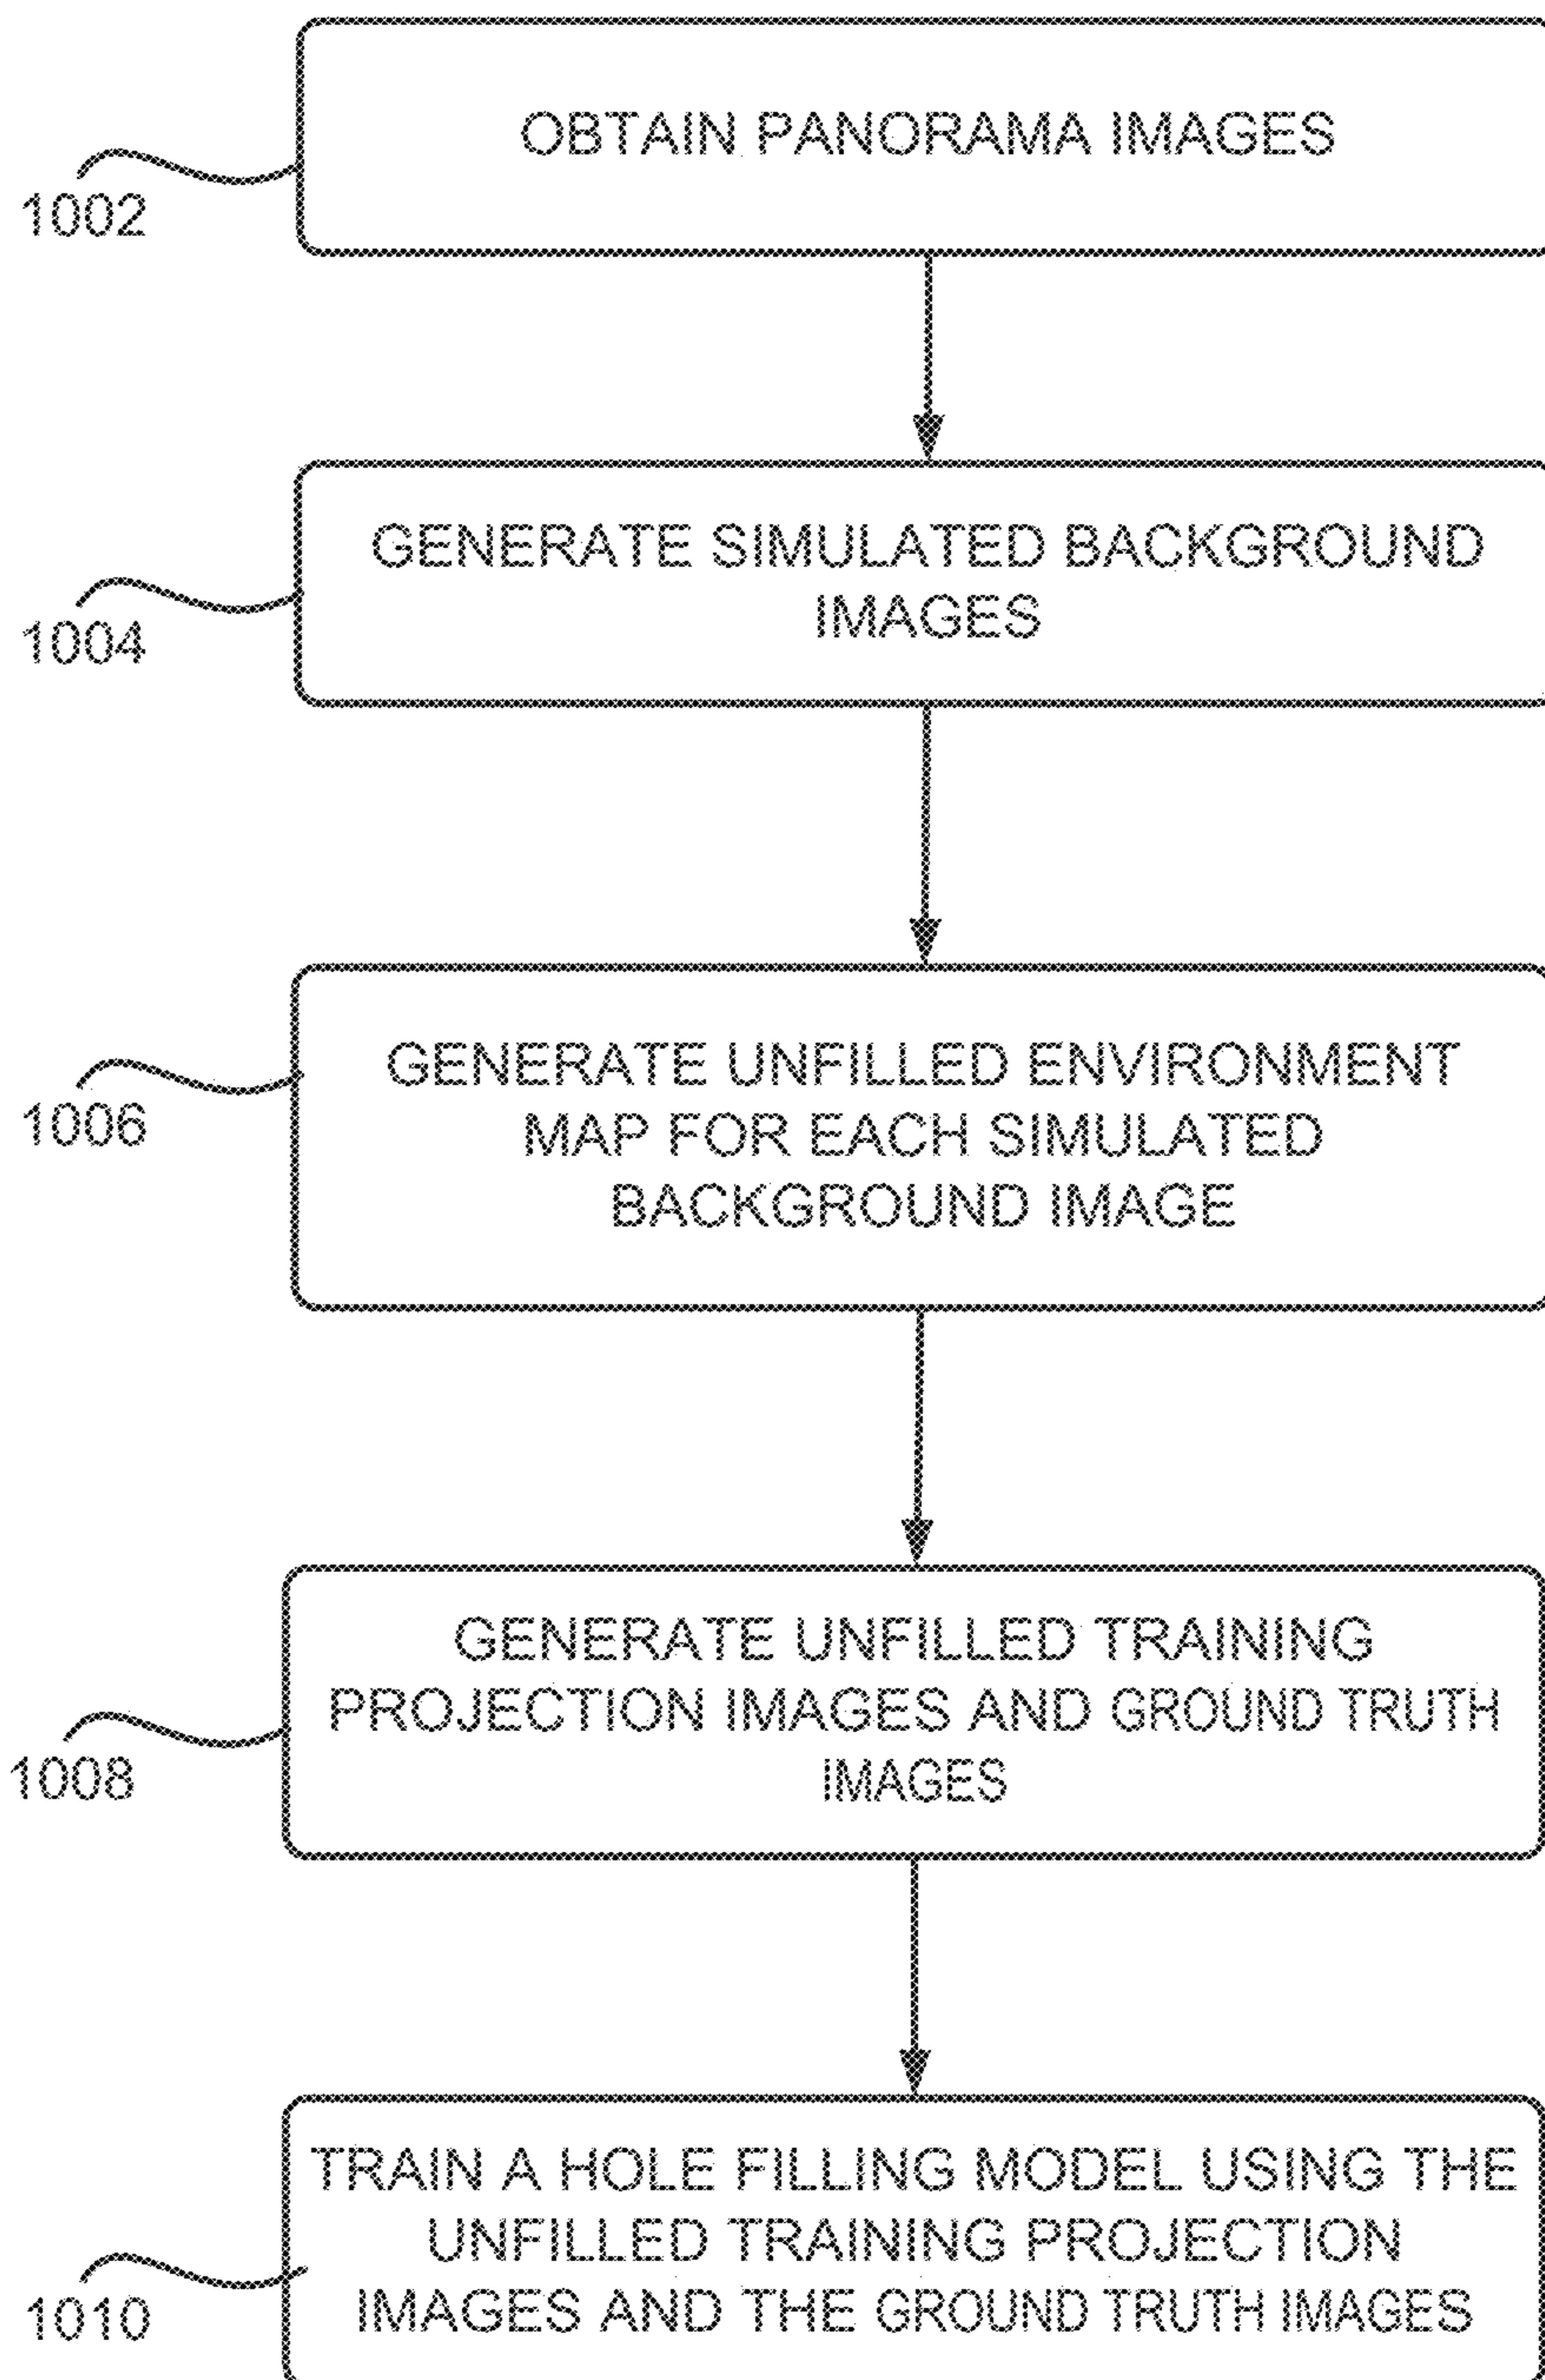 OBTAIN PANORAMA IMAGES
1002
GENERATE SIMULATED BACKGROUND
IMAGES
1004
GENERATE UNFILLED ENVIRONMENT
MAP FOR EACH SIMULATED
BACKGROUND IMAGE
1006
GENERATE UNFILLED TRAINING
PROJECTION IMAGES AND GROUND TRUTH
IMAGES
1008
TRAIN A HOLE FILLING MODEL USING THE
UNFILLED TRAINING PROJECTION
IMAGES AND THE GROUND TRUTH IMAGES
1010